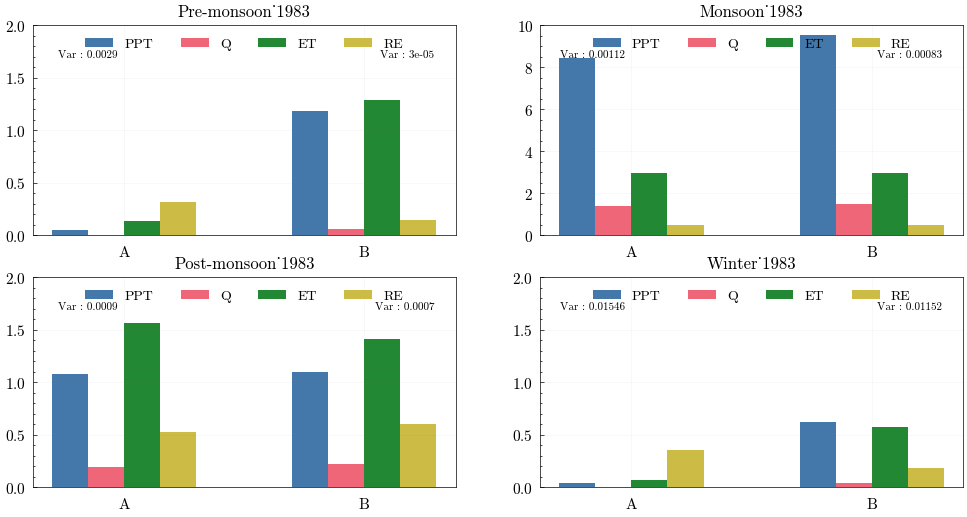 Pre-monsoon˙1983
2.0
1.5
1.0
0.5
0.0
PPT Q ET RE
Var : 0.0029 Var : 3e-05
A B
Monsoon˙1983
10
8
6
4
2
0
PPT Q ET RE
Var : 0.00112 Var : 0.00083
A B
Post-monsoon˙1983
2.0
1.5
1.0
0.5
0.0
PPT Q ET RE
Var : 0.0009 Var : 0.0007
A B
Winter˙1983
2.0
1.5
1.0
0.5
0.0
PPT Q ET RE
Var : 0.01546 Var : 0.01152
A B